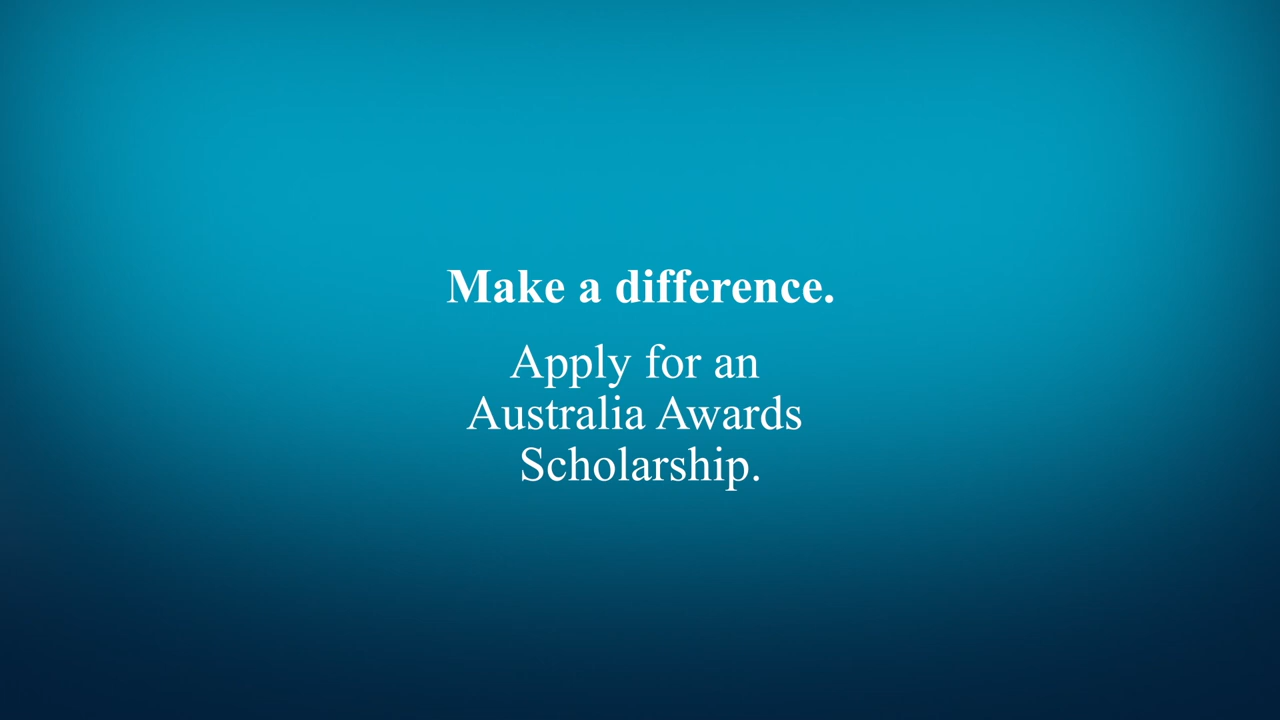 Make a difference.
Apply for an
Australia Awards
Scholarship.